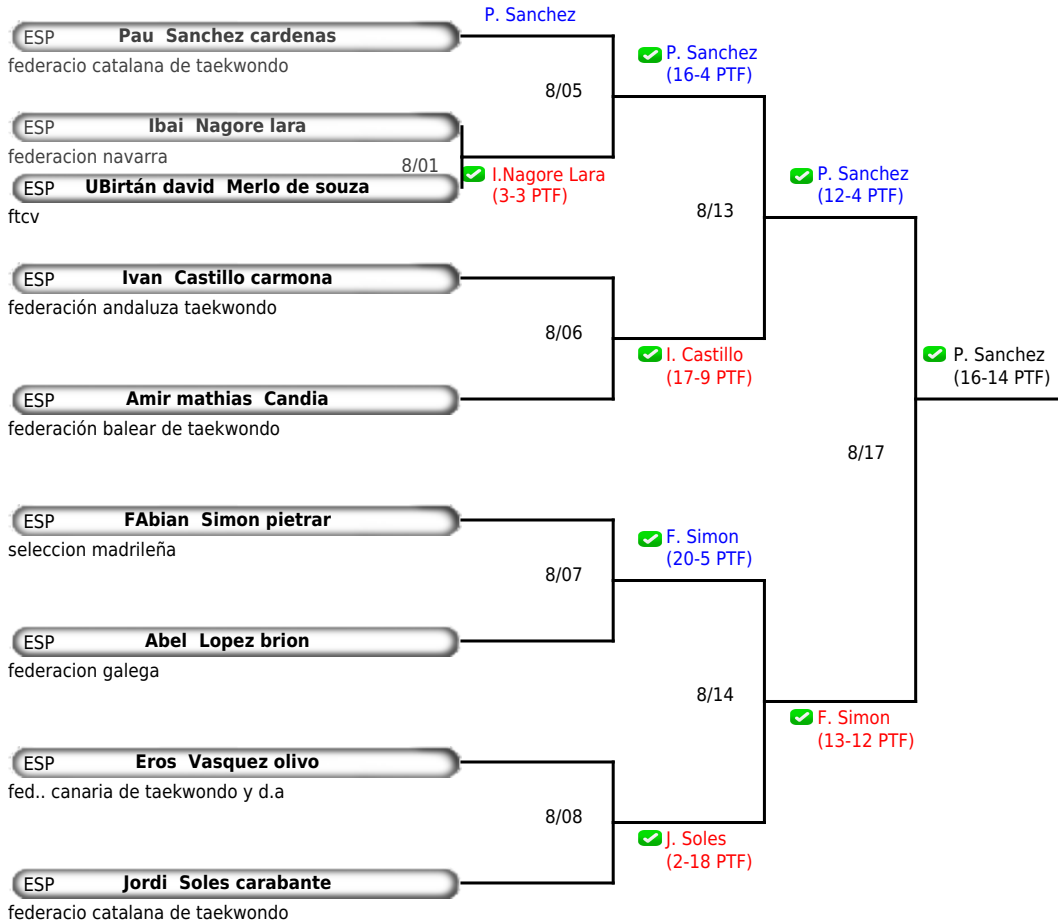 P. Sanchez
ESP Pau Sanchez cardenas
federacio catalana de taekwondo
P. Sanchez
(16-4 PTF)
8/05
ESP Ibai Nagore lara
federacion navarra
8/01
I.Nagore Lara
(3-3 PTF)
ESP UBirtán david Merlo de souza
ftcv
P. Sanchez
(12-4 PTF)
8/13
ESP Ivan Castillo carmona
federación andaluza taekwondo
8/06
I. Castillo
(17-9 PTF)
P. Sanchez
(16-14 PTF)
ESP Amir mathias Candia
federación balear de taekwondo
8/17
ESP FAbian Simon pietrar
seleccion madrileña
F. Simon
(20-5 PTF)
8/07
ESP Abel Lopez brion
federacion galega
8/14
F. Simon
(13-12 PTF)
ESP Eros Vasquez olivo
fed.. canaria de taekwondo y d.a
8/08
J. Soles
(2-18 PTF)
ESP Jordi Soles carabante
federacio catalana de taekwondo